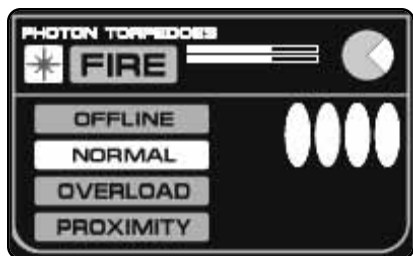 PHOTON TORPEDOES
FIRE
OFFLINE
NORMAL
OVERLOAD
PROXIMITY